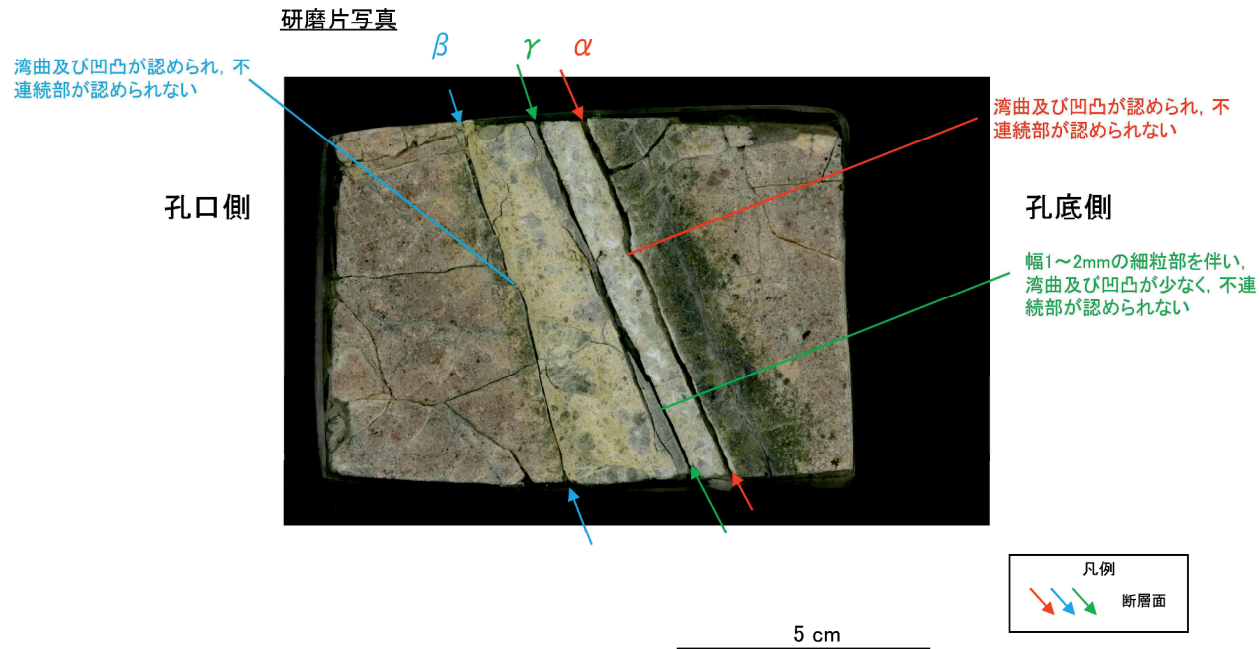 研磨片写真
β
γ
α
湾曲及び凹凸が認められ，不
連続部が認められない
湾曲及び凹凸が認められ，不
連続部が認められない
孔口側
孔底側
幅1～2mmの細粒部を伴い，
湾曲及び凹凸が少なく，不連
続部が認められない
凡例
断層面
5 cm